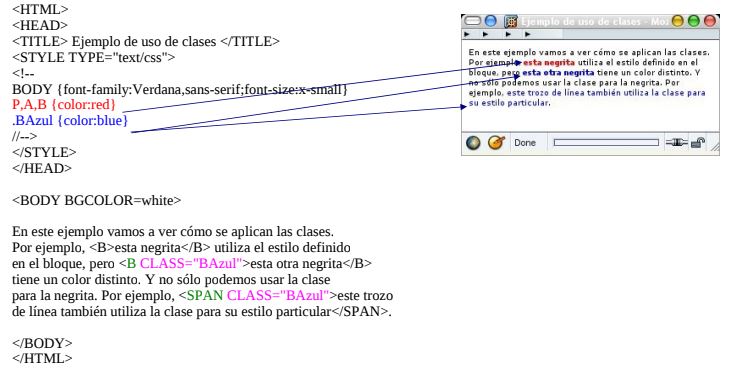 <HTML>
<HEAD>
<TITLE> Ejemplo de uso de clases </TITLE>
<STYLE TYPE="text/css">
<!--
BODY {font-family:Verdana,sans-serif;font-size:x-small}
P,A,B {color:red}
.BAzul {color:blue}
//-->
</STYLE>
</HEAD>
<BODY BGCOLOR=white>
En este ejemplo vamos a ver cómo se aplican las clases.
Por ejemplo, <B>esta negrita</B> utiliza el estilo definido
en el bloque, pero <B CLASS="BAzul">esta otra negrita</B>
tiene un color distinto. Y no sólo podemos usar la clase
para la negrita. Por ejemplo, <SPAN CLASS="BAzul">este trozo
de línea también utiliza la clase para su estilo particular</SPAN>.
</BODY>
</HTML>
Ejemplo de uso de clases - Moz
En este ejemplo vamos a ver cómo se aplican las clases.
Por ejemplo, esta negrita utiliza el estilo definido en el
bloque, pero esta otra negrita tiene un color distinto. Y
no sólo podemos usar la clase para la negrita. Por
ejemplo, este trozo de línea también utiliza la clase para
su estilo particular.
Done